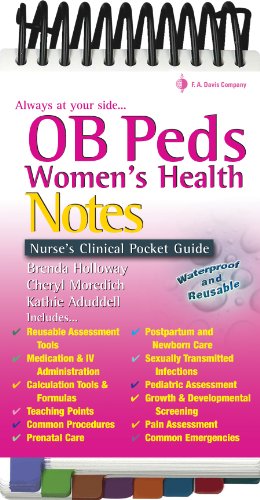 F. A. Davis Company
Always at your side...
OB Peds
Women's Health
Notes
Nurse's Clinical Pocket Guide
Brenda Holloway
Cheryl Moredich
Kathie Aduddell
Includes...
Waterproof
and
Reusable
✓ Reusable Assessment
Tools
✓ Medication & IV
Administration
✓ Calculation Tools &
Formulas
✓ Teaching Points
✓ Common Procedures
✓ Prenatal Care
✓ Postpartum and
Newborn Care
✓ Sexually Transmitted
Infections
✓ Pediatric Assessment
✓ Growth & Developmental
Screening
✓ Pain Assessment
✓ Common Emergencies